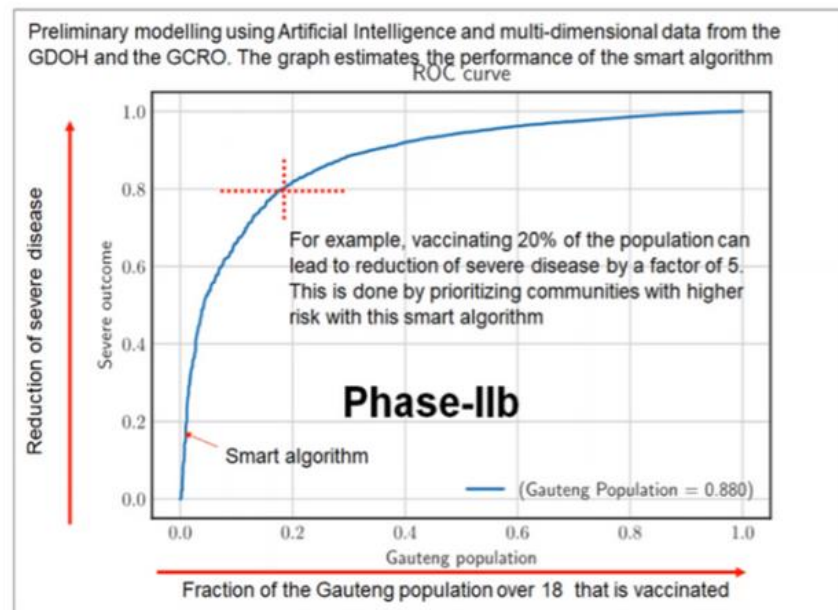 Preliminary modelling using Artificial Intelligence and multi-dimensional data from the
GDOH and the GCRO. The graph estimates the performance of the smart algorithm
ROC curve
Reduction of severe disease
Severe outcome
1.0
0.8
0.6
0.4
0.2
0.0
For example, vaccinating 20% of the population can
lead to reduction of severe disease by a factor of 5.
This is done by prioritizing communities with higher
risk with this smart algorithm
Phase-IIb
Smart algorithm
(Gauteng Population = 0.880)
0.0 0.2 0.4 0.6 0.8 1.0
Gauteng population
Fraction of the Gauteng population over 18 that is vaccinated